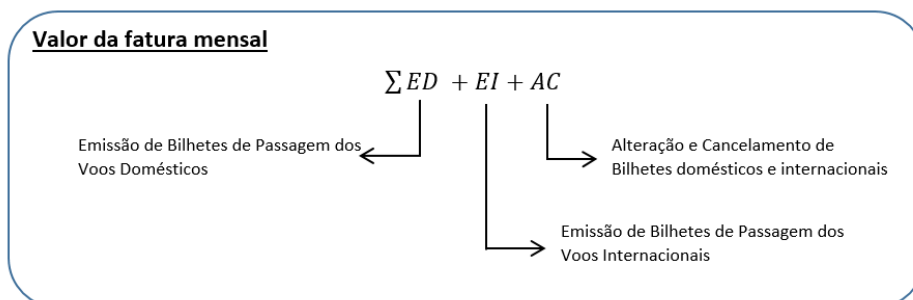 Valor da fatura mensal
∑ ED + EI + AC
Emissão de Bilhetes de Passagem dos
Voos Domésticos
Alteração e Cancelamento de
Bilhetes domésticos e internacionais
Emissão de Bilhetes de Passagem dos
Voos Internacionais